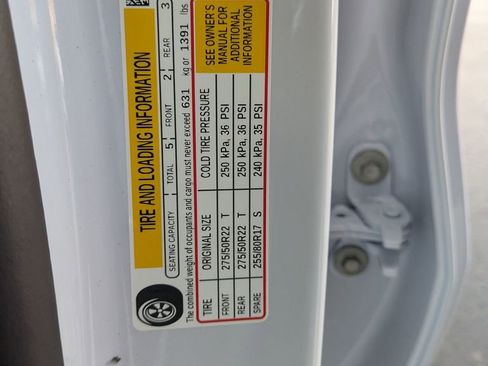 TIRE AND LOADING INFORMATION
SEATING CAPACITY TOTAL 5 FRONT 2 REAR 3
The combined weight of occupants and cargo must never exceed 631 kg or 1391 lbs
TIRE ORIGINAL SIZE COLD TIRE PRESSURE
FRONT 275/50R22 T 250 kPa, 36 PSI
REAR 275/50R22 T 250 kPa, 36 PSI
SPARE 255/80R17 S 240 kPa, 35 PSI
SEE OWNER'S
MANUAL FOR
ADDITIONAL
INFORMATION